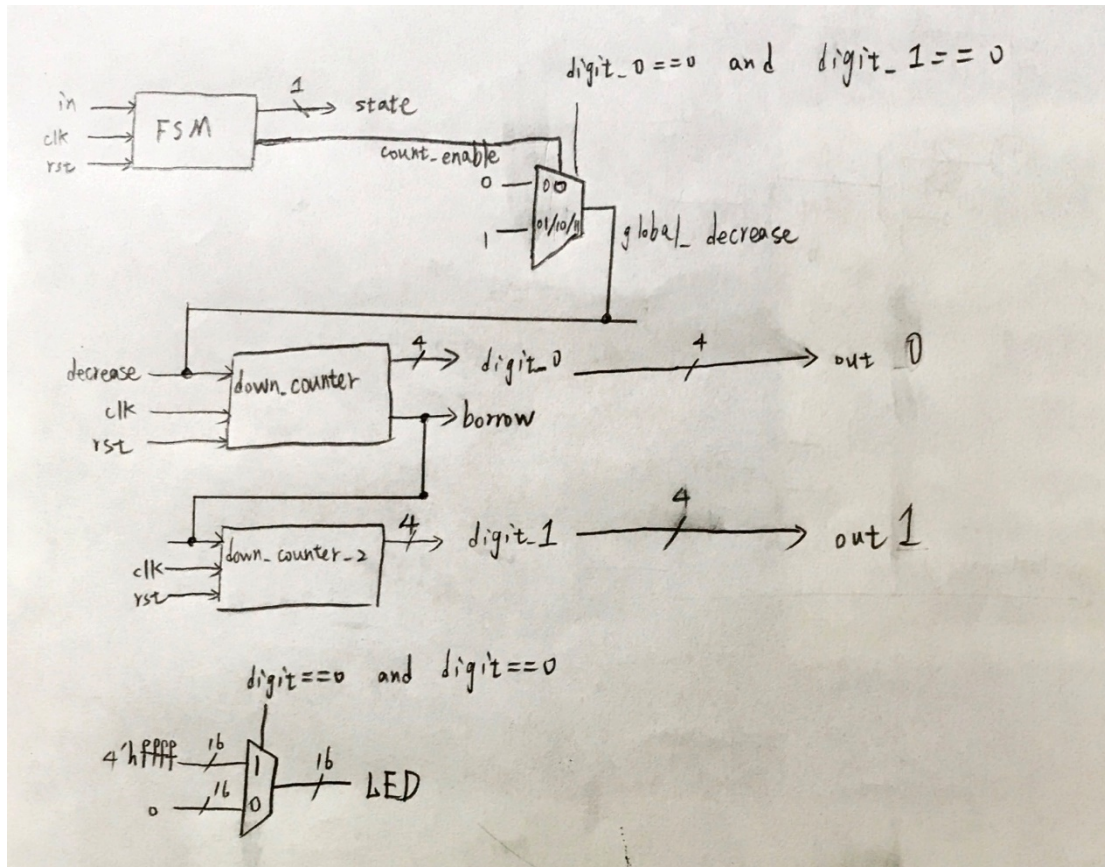 digit_0==0 and digit_1==0
1
in
FSM
state
clk
rst
count_enable
0
00
01/10/11
1
global_decrease
4
4
decrease
down_counter
digit_0
out 0
clk
borrow
rst
4
4
down_counter_2
digit_1
out 1
clk
rst
digit==0 and digit==0
4'hffff
16
1
16
LED
0
16
0